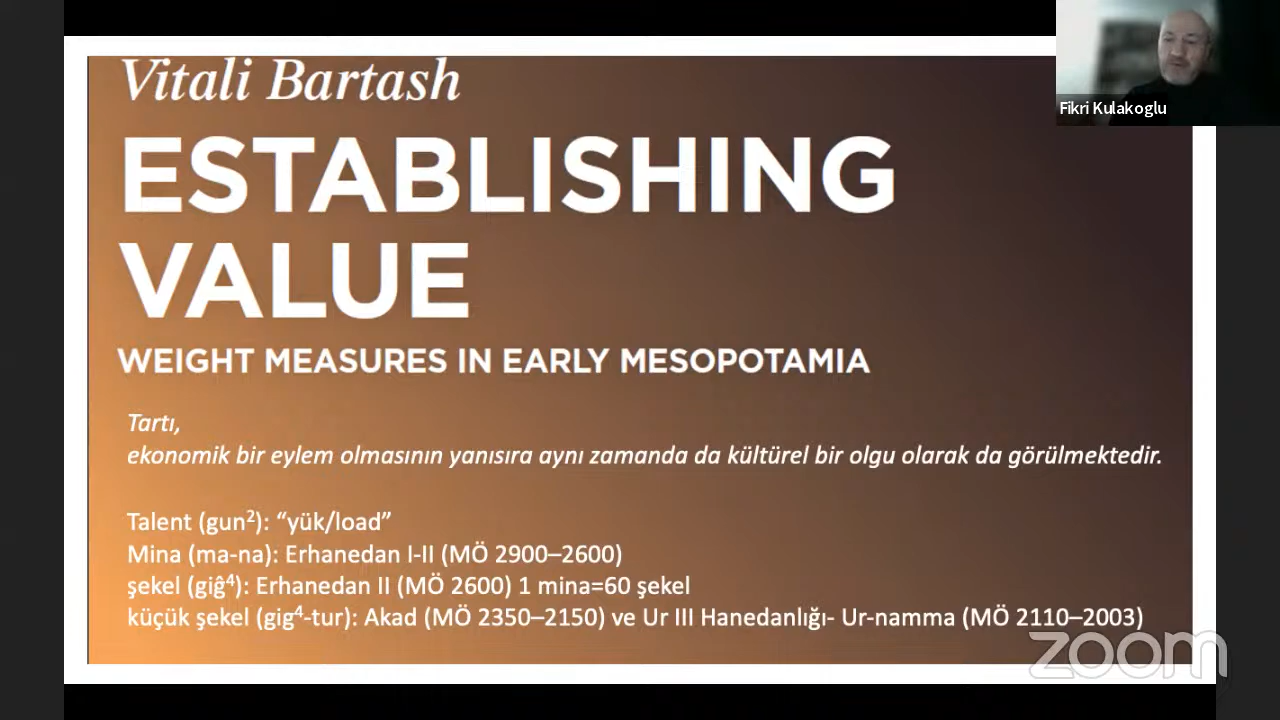 Vitali Bartash
Fikri Kulakoglu
ESTABLISHING
VALUE
WEIGHT MEASURES IN EARLY MESOPOTAMIA
Tartı,
ekonomik bir eylem olmasının yanısıra aynı zamanda da kültürel bir olgu olarak da görülmektedir.
Talent (gun²): “yük/load”
Mina (ma-na): Erhanedan I-II (MÖ 2900–2600)
şekel (giĝ⁴): Erhanedan II (MÖ 2600) 1 mina=60 şekel
küçük şekel (gig⁴-tur): Akad (MÖ 2350–2150) ve Ur III Hanedanlığı- Ur-namma (MÖ 2110–2003)
zoom